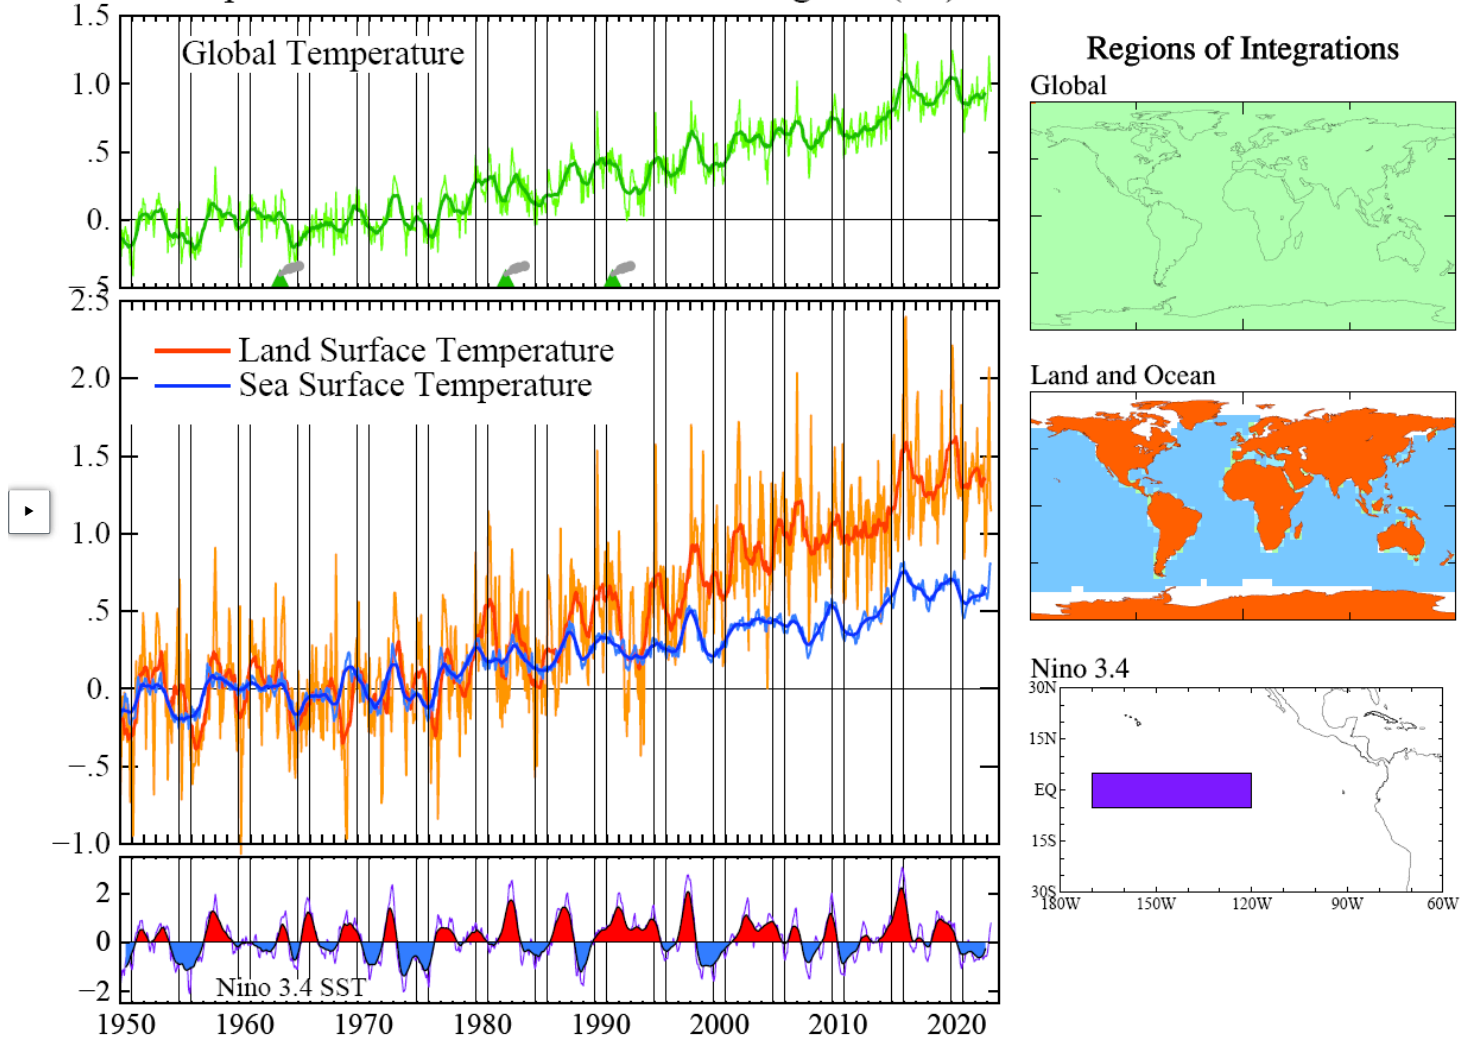 1.5
Global Temperature
1.0
.5
0.
2.5
Land Surface Temperature
Sea Surface Temperature
2.0
1.5
1.0
.5
0.
−.5
−1.0
2
0
−2
Nino 3.4 SST
1950 1960 1970 1980 1990 2000 2010 2020
Regions of Integrations
Global
Land and Ocean
Nino 3.4
30N
15N
EQ
15S
30S
180W 150W 120W 90W 60W